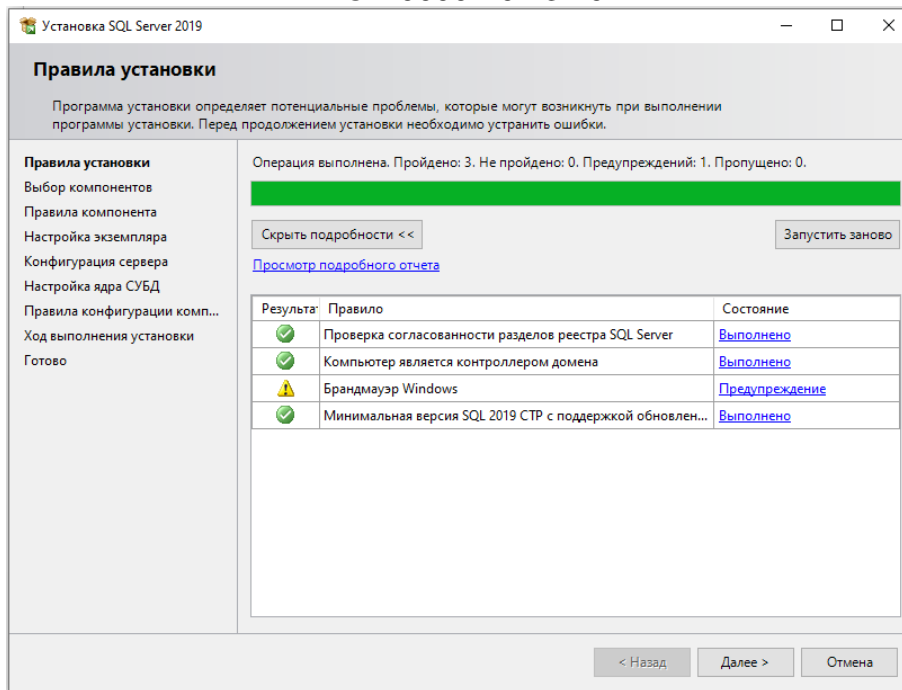 Установка SQL Server 2019
Правила установки
Программа установки определяет потенциальные проблемы, которые могут возникнуть при выполнении
программы установки. Перед продолжением установки необходимо устранить ошибки.
Правила установки
Выбор компонентов
Правила компонента
Настройка экземпляра
Конфигурация сервера
Настройка ядра СУБД
Правила конфигурации комп...
Ход выполнения установки
Готово
Операция выполнена. Пройдено: 3. Не пройдено: 0. Предупреждений: 1. Пропущено: 0.
Скрыть подробности <<
Запустить заново
Просмотр подробного отчета
Результат Правило Состояние
Проверка согласованности разделов реестра SQL Server Выполнено
Компьютер является контроллером домена Выполнено
Брандмауэр Windows Предупреждение
Минимальная версия SQL 2019 CTP с поддержкой обновлен... Выполнено
< Назад
Далее >
Отмена